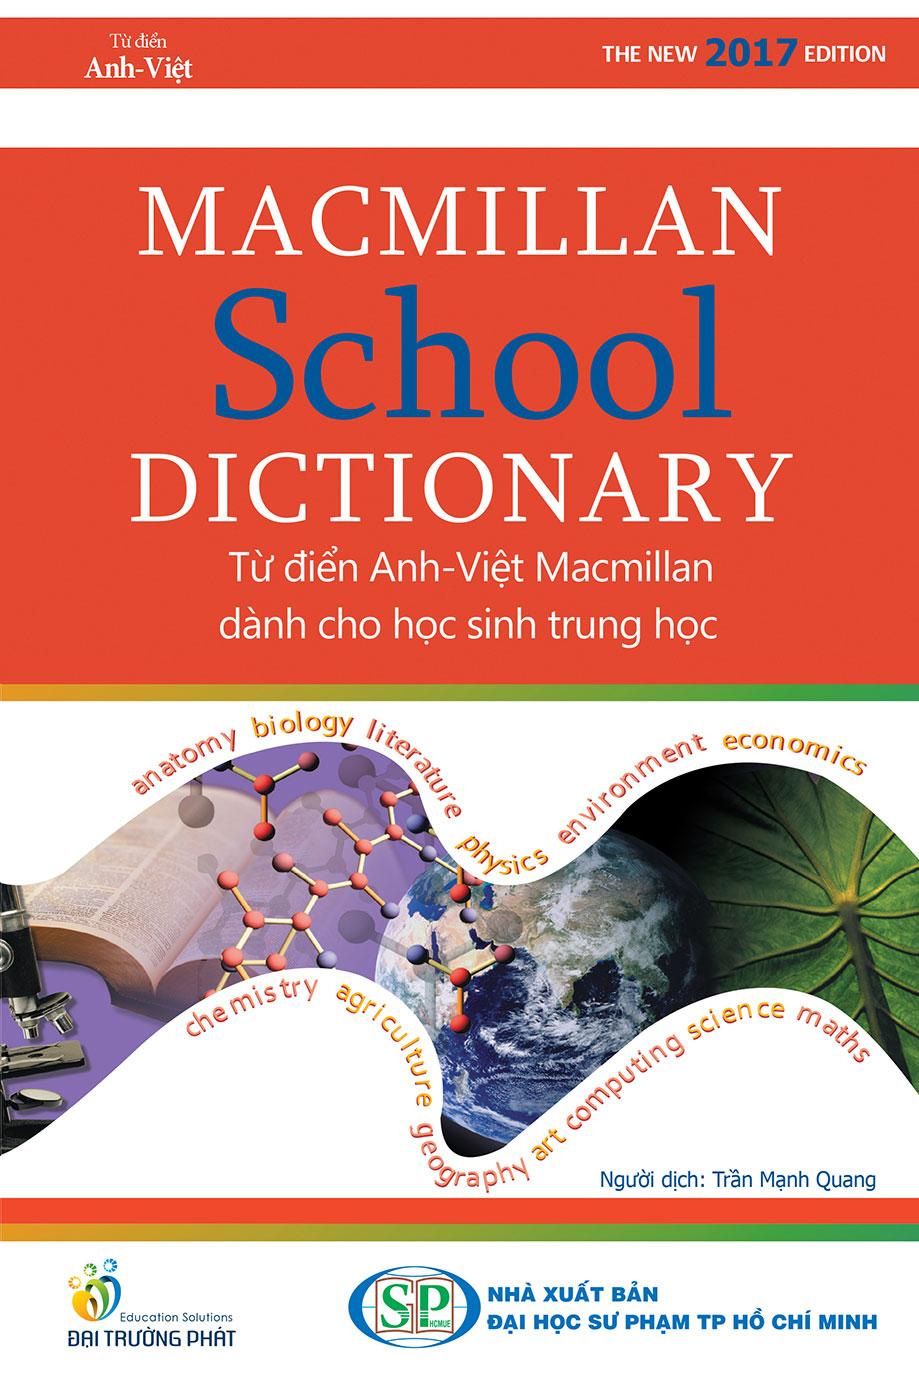 Từ điển
Anh-Việt
THE NEW 2017 EDITION
MACMILLAN
School
DICTIONARY
Từ điển Anh-Việt Macmillan
dành cho học sinh trung học
anatomy biology literature physics environment economics
chemistry agriculture geography art computing science maths
Người dịch: Trần Mạnh Quang
Education Solutions
ĐẠI TRƯỜNG PHÁT
SP
HCMUE
NHÀ XUẤT BẢN
ĐẠI HỌC SƯ PHẠM TP HỒ CHÍ MINH